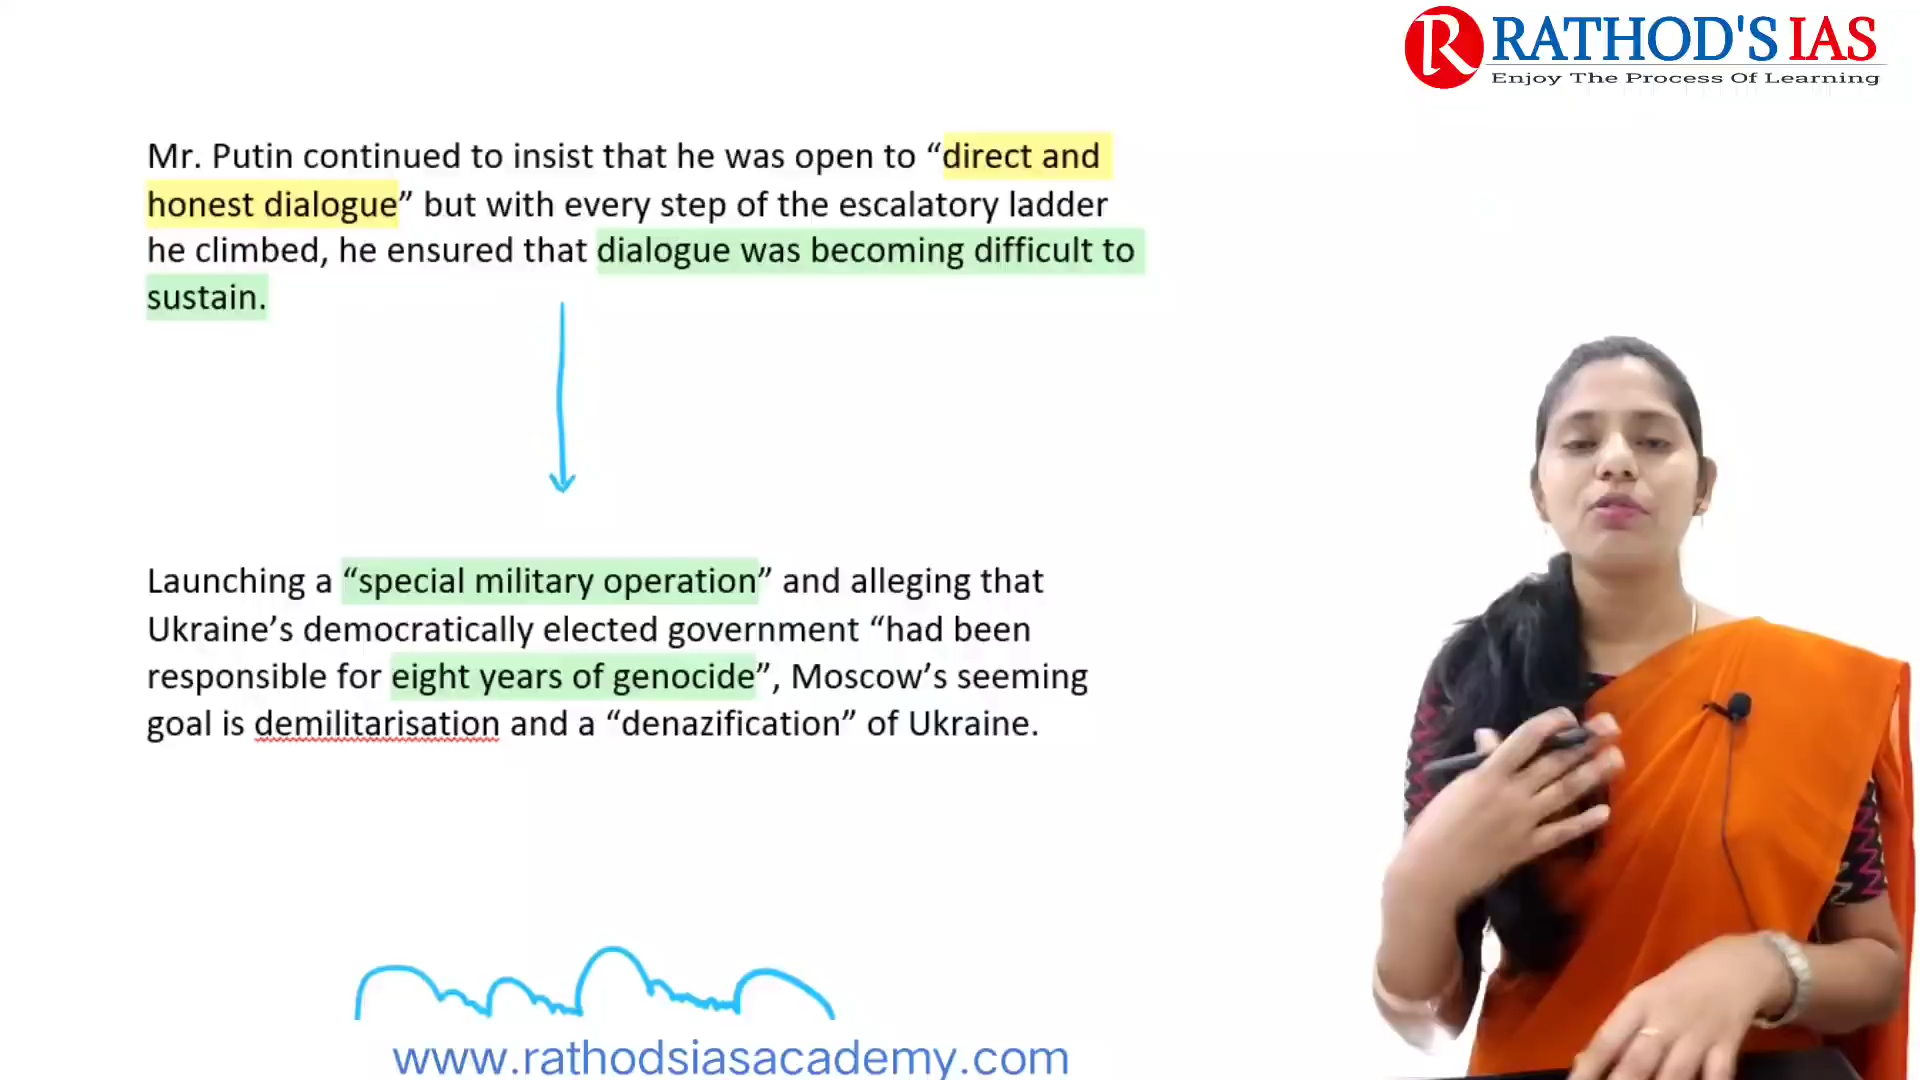 RATHOD'S IAS
Enjoy The Process Of Learning
Mr. Putin continued to insist that he was open to “direct and
honest dialogue” but with every step of the escalatory ladder
he climbed, he ensured that dialogue was becoming difficult to
sustain.
Launching a “special military operation” and alleging that
Ukraine’s democratically elected government “had been
responsible for eight years of genocide”, Moscow’s seeming
goal is demilitarisation and a “denazification” of Ukraine.
www.rathodsiasacademy.com